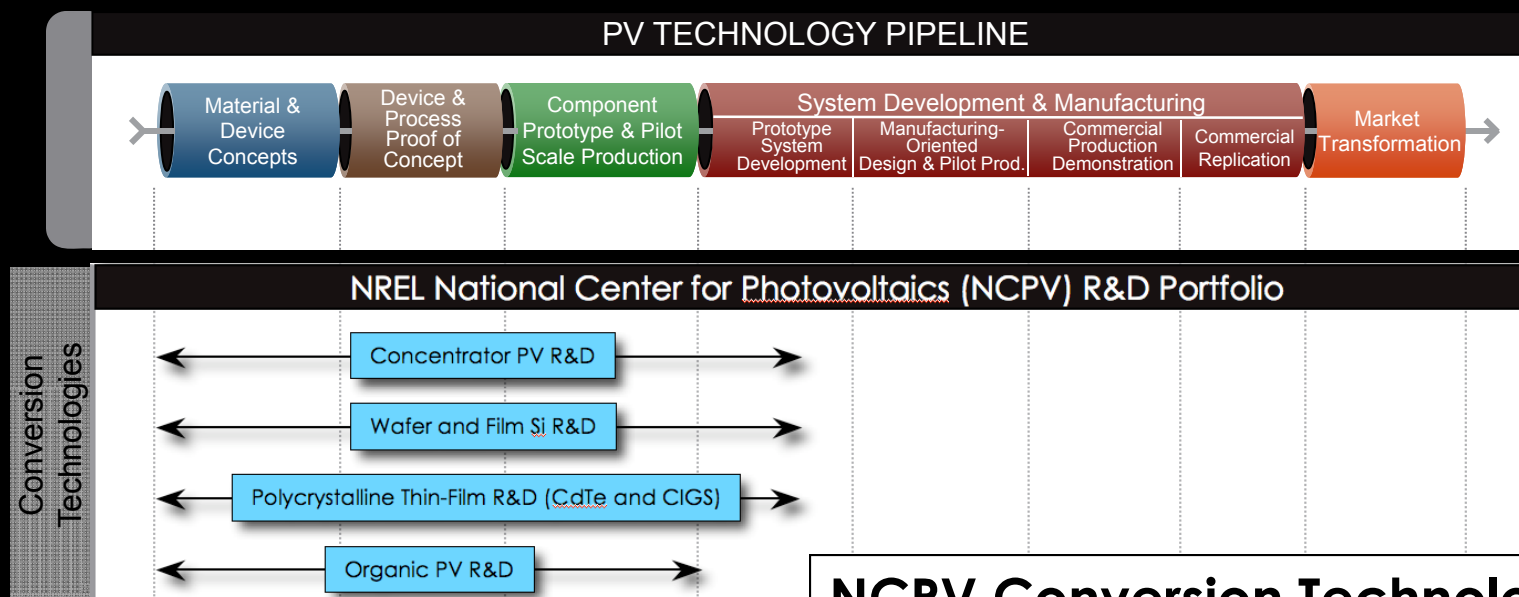 PV TECHNOLOGY PIPELINE
Material &
Device
Concepts
Device &
Process
Proof of
Concept
Component
Prototype & Pilot
Scale Production
System Development & Manufacturing
Prototype
System
Development
Manufacturing-
Oriented
Design & Pilot Prod.
Commercial
Production
Demonstration
Commercial
Replication
Market
Transformation
NREL National Center for Photovoltaics (NCPV) R&D Portfolio
Conversion
Technologies
Concentrator PV R&D
Wafer and Film Si R&D
Polycrystalline Thin-Film R&D (CdTe and CIGS)
Organic PV R&D
NCPV Conversion